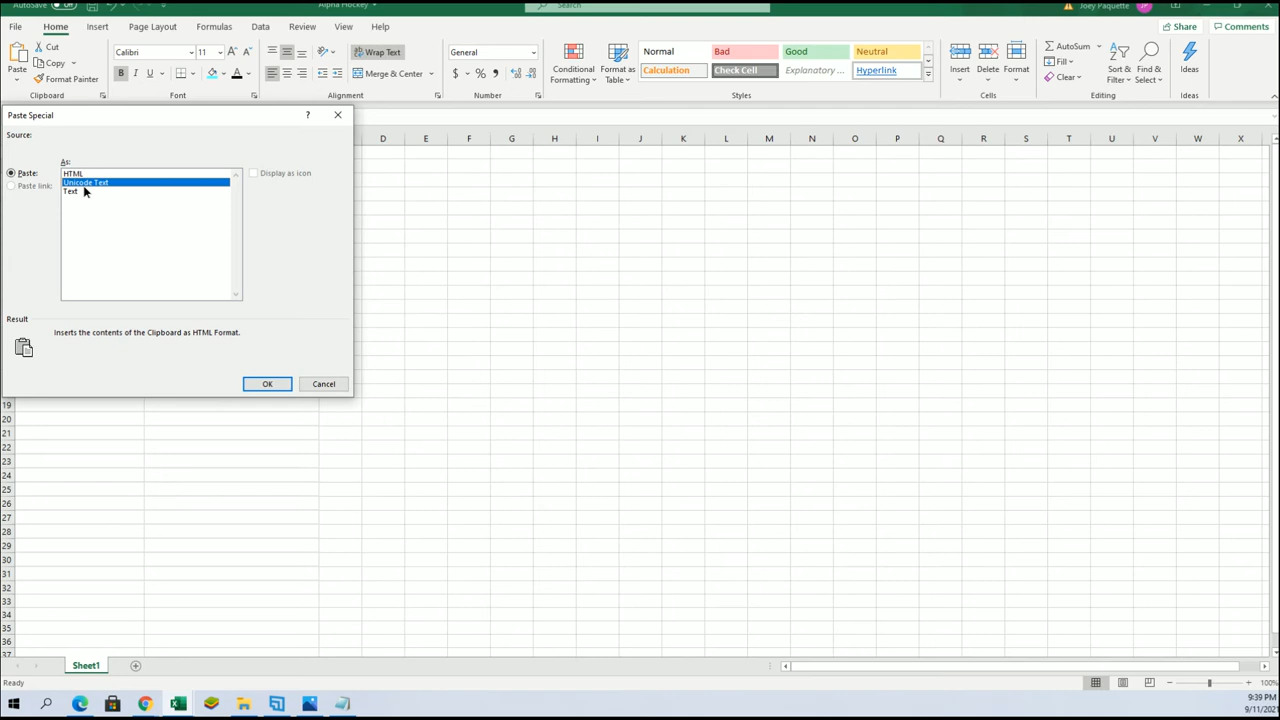 AutoSave Off Alpha Hockey Search Joey Paquette JP
File Home Insert Page Layout Formulas Data Review View Help Share Comments
Paste Cut Copy Format Painter Clipboard
Calibri 11 B I U Font
Wrap Text Merge & Center Alignment
General $ % Number
Conditional Formatting Format as Table
Normal Bad Good Neutral
Calculation Check Cell Explanatory ... Hyperlink
Styles
Insert Delete Format Cells
AutoSum Fill Clear Sort & Filter Find & Select Editing
Ideas
Paste Special ?
Source:
As:
Paste:
Paste link:
HTML
Unicode Text
Text
Display as icon
Result
Inserts the contents of the Clipboard as HTML Format.
OK Cancel
D E F G H I J K L M N O P Q R S T U V W X
19
20
21
22
23
24
25
26
27
28
29
30
31
32
33
34
35
36
37
Sheet1
Ready 100%
9:39 PM
9/11/2021